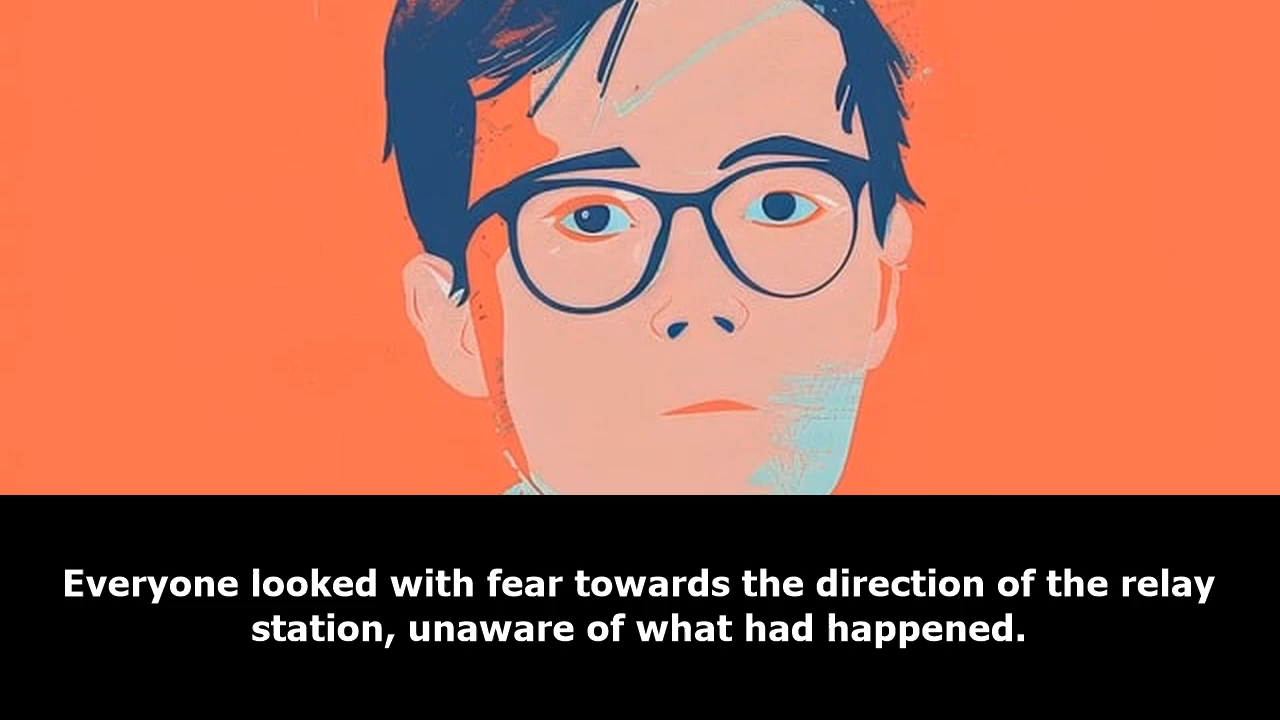 Everyone looked with fear towards the direction of the relay
station, unaware of what had happened.